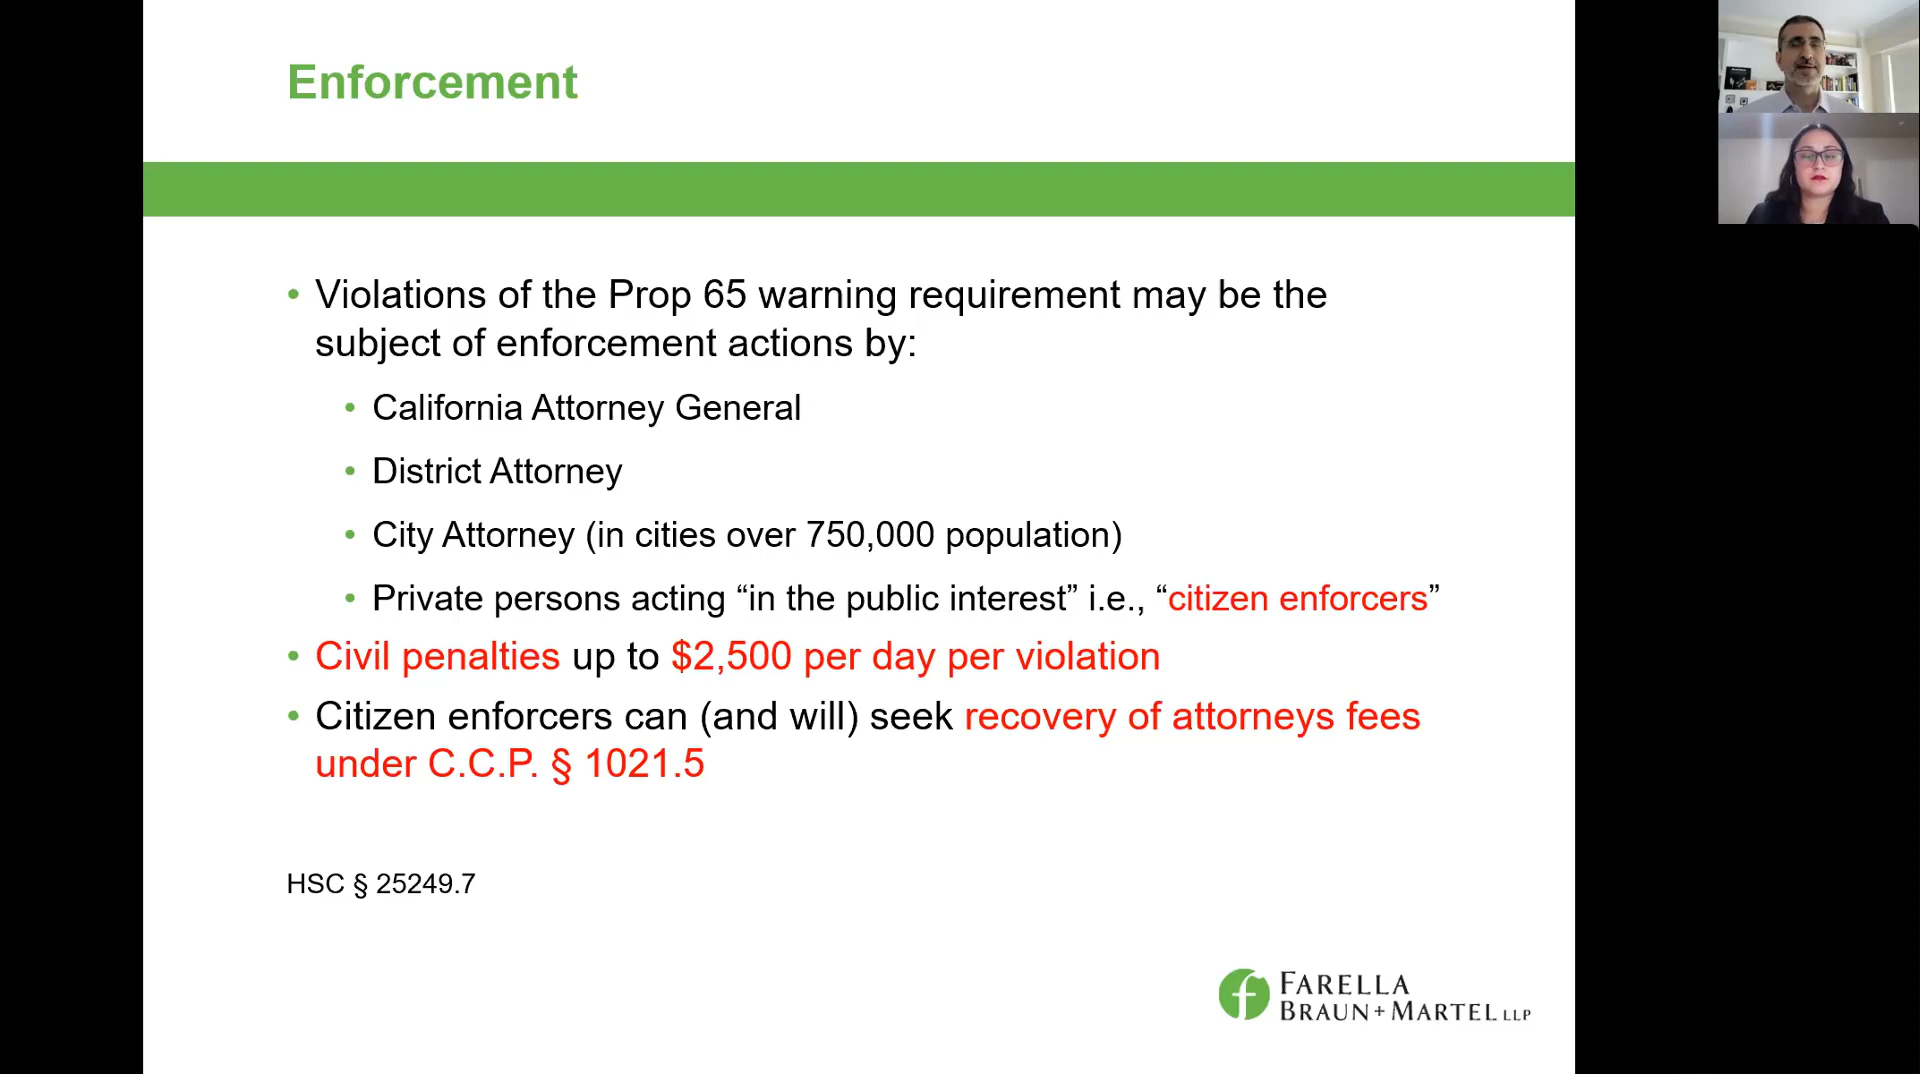 Enforcement
• Violations of the Prop 65 warning requirement may be the
subject of enforcement actions by:
• California Attorney General
• District Attorney
• City Attorney (in cities over 750,000 population)
• Private persons acting “in the public interest” i.e., “citizen enforcers”
• Civil penalties up to $2,500 per day per violation
• Citizen enforcers can (and will) seek recovery of attorneys fees
under C.C.P. § 1021.5
HSC § 25249.7
f FARELLA
BRAUN+MARTEL LLP